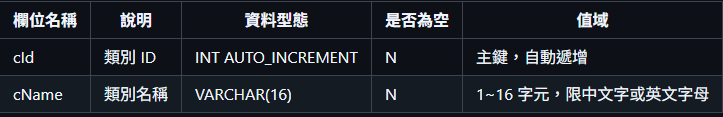 欄位名稱 說明 資料型態 是否為空 值域
cId 類別 ID INT AUTO_INCREMENT N 主鍵，自動遞增
cName 類別名稱 VARCHAR(16) N 1~16 字元，限中文字或英文字母